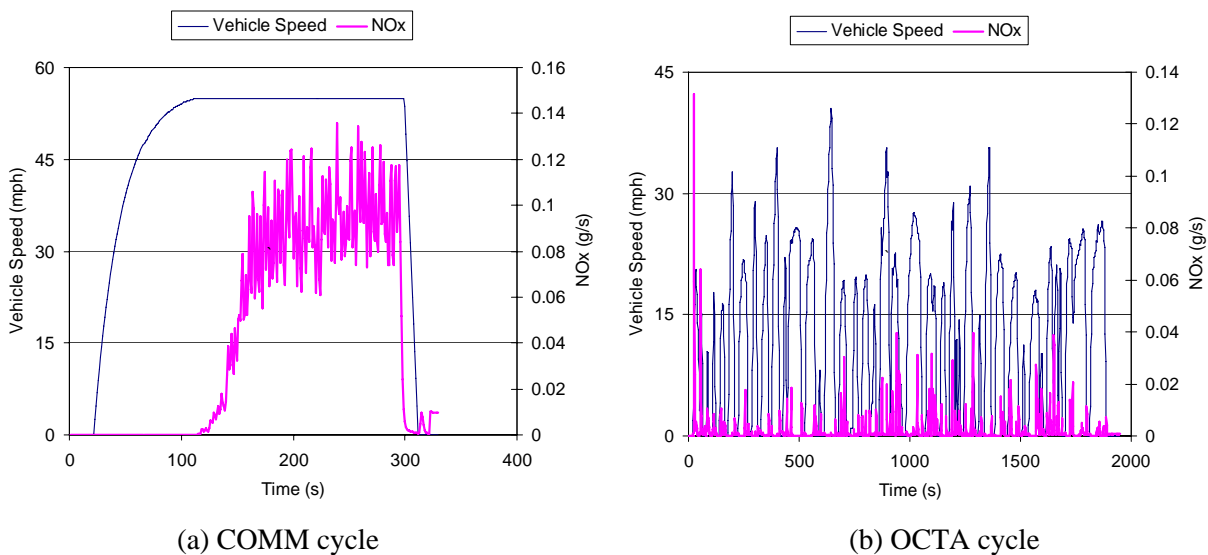 Vehicle Speed NOx
60
45
30
15
0
0.16
0.14
0.12
0.1
0.08
0.06
0.04
0.02
0
0 100 200 300 400
Vehicle Speed (mph)
NOx (g/s)
Time (s)
(a) COMM cycle
Vehicle Speed NOx
45
30
15
0
0.14
0.12
0.1
0.08
0.06
0.04
0.02
0
0 500 1000 1500 2000
Vehicle Speed (mph)
NOx (g/s)
Time (s)
(b) OCTA cycle